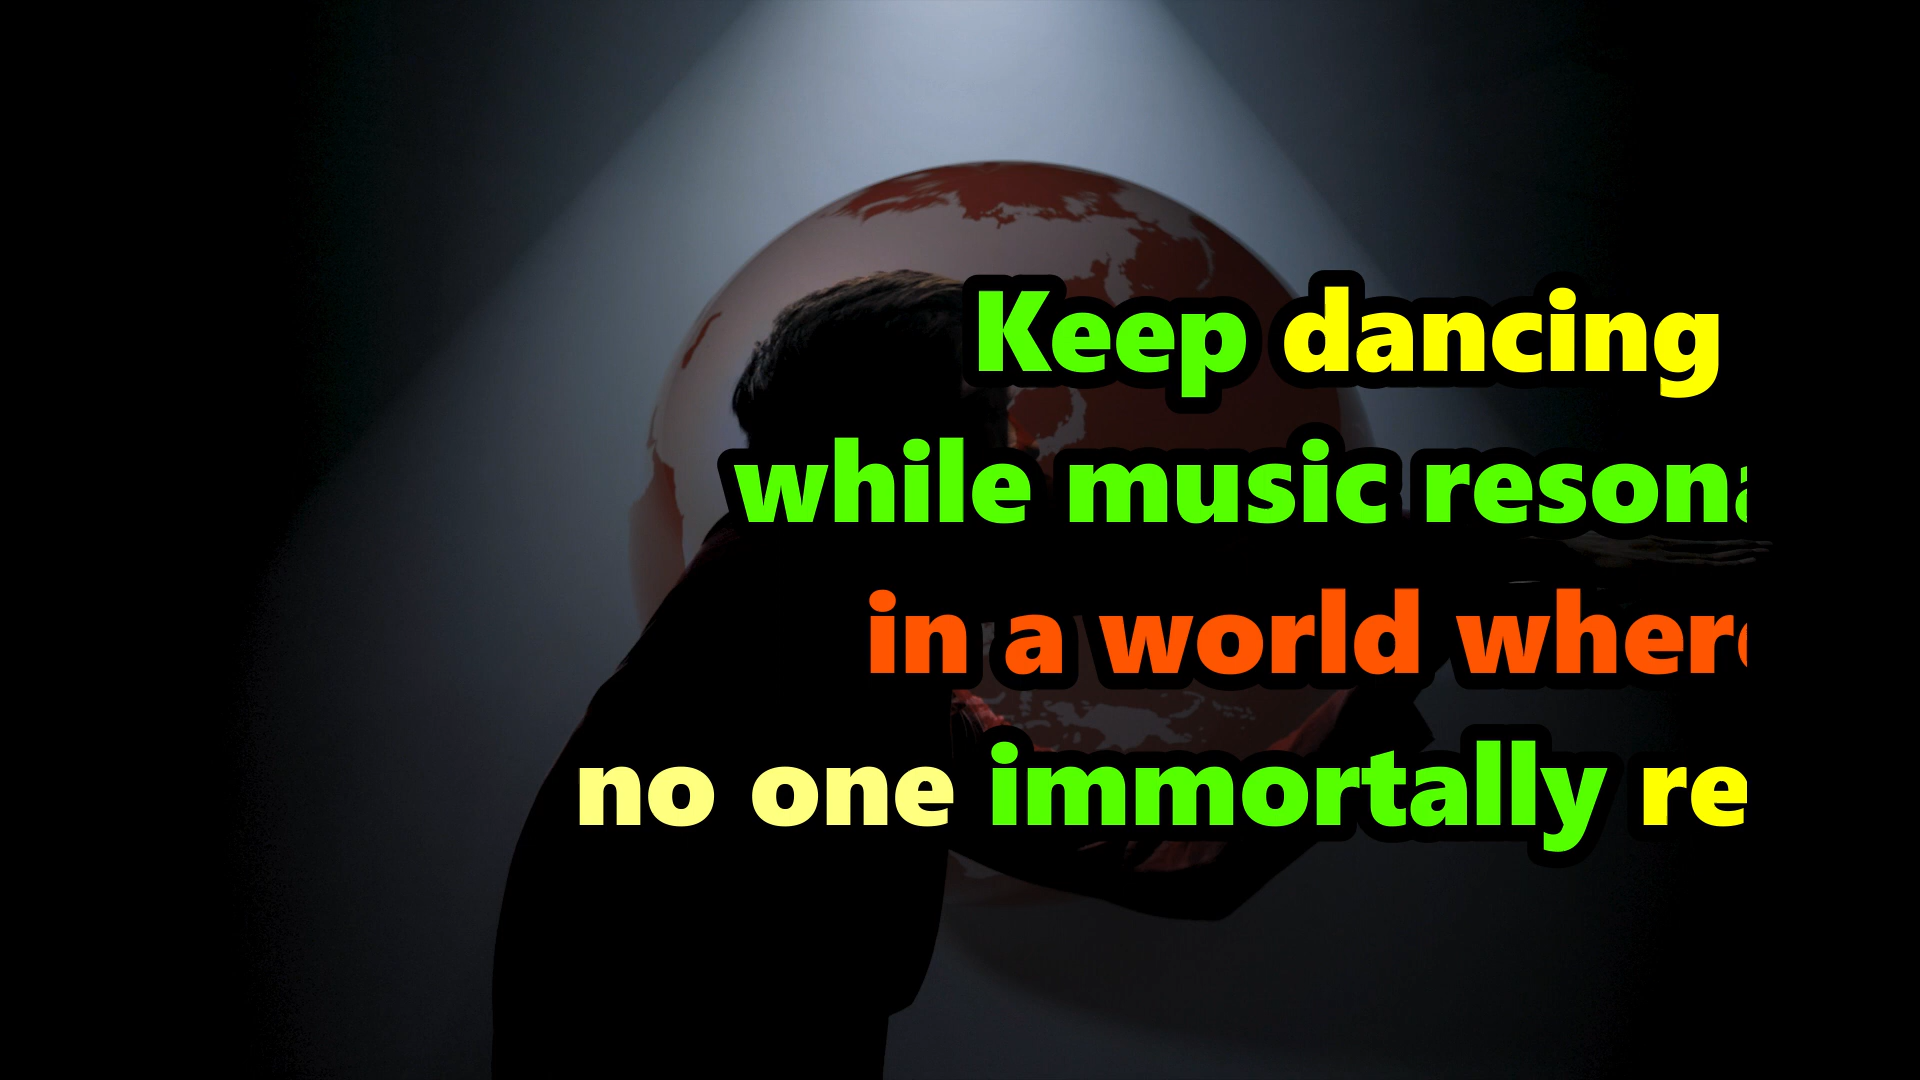 Keep dancing
while music resona
in a world where
no one immortally re